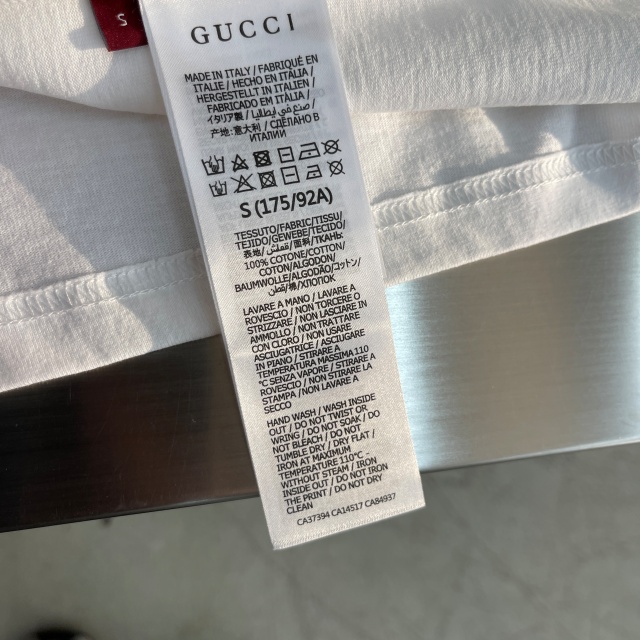 S
GUCCI
MADE IN ITALY / FABRIQUÉ EN
ITALIE / HECHO EN ITALIA /
HERGESTELLT IN ITALIEN /
FABRICADO EM ITÁLIA /
イタリア製 / صنع في إيطاليا /
产地:意大利 / СДЕЛАНО В
ИТАЛИИ
S (175/92A)
TESSUTO/FABRIC/TISSU/
TEJIDO/GEWEBE/TECIDO/
表地/قماش/面料/ТКАНЬ
100% COTONE/COTTON/
COTON/ALGODON/
BAUMWOLLE/ALGODÃO/コットン/
قطن/棉/ХЛОПОК
LAVARE A MANO / LAVARE A
ROVESCIO / NON TORCERE O
STRIZZARE / NON LASCIARE IN
AMMOLLO / NON TRATTARE
CON CLORO / NON USARE
ASCIUGATRICE / ASCIUGARE
IN PIANO / STIRARE A
TEMPERATURA MASSIMA 110
°C SENZA VAPORE / STIRARE A
ROVESCIO / NON STIRARE LA
STAMPA / NON LAVARE A
SECCO
HAND WASH / WASH INSIDE
OUT / DO NOT TWIST OR
WRING / DO NOT SOAK / DO
NOT BLEACH / DO NOT
TUMBLE DRY / DRY FLAT /
IRON AT MAXIMUM
TEMPERATURE 110°C -
WITHOUT STEAM / IRON
INSIDE OUT / DO NOT IRON
THE PRINT / DO NOT DRY
CLEAN
CA37394 CA14517 CA84937